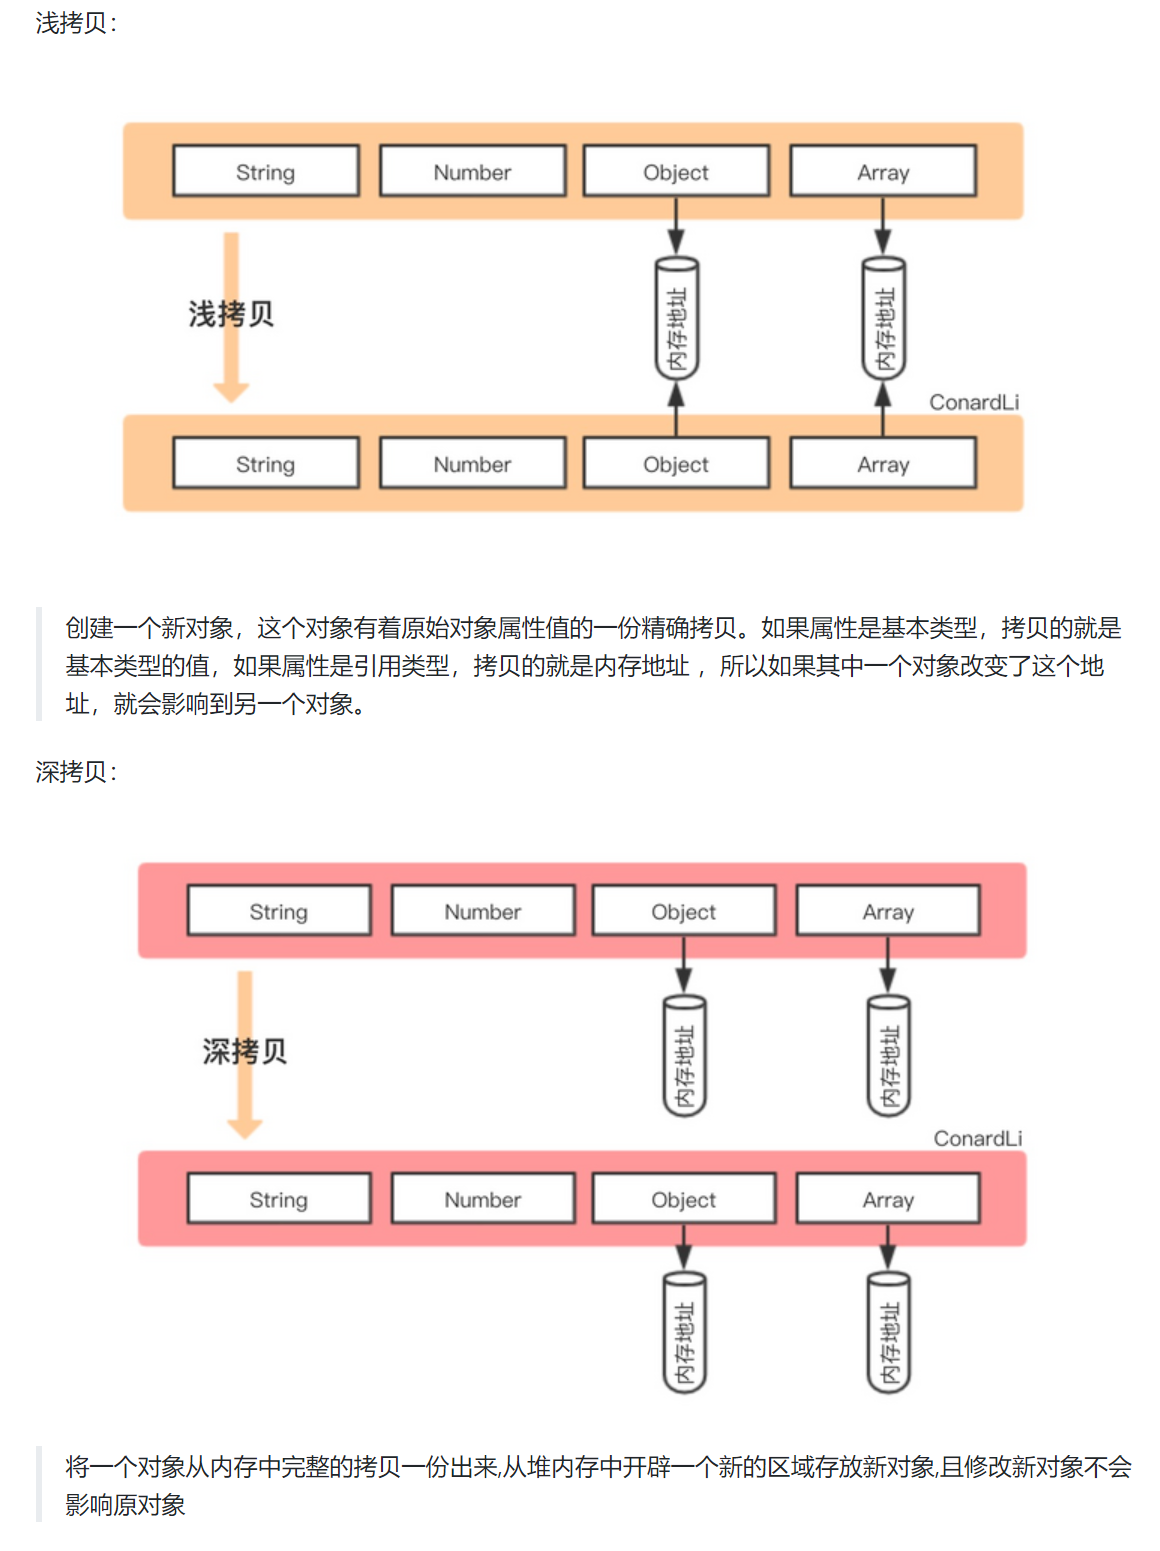 浅拷贝：
String Number Object Array
浅拷贝
内存地址 内存地址
ConardLi
String Number Object Array
创建一个新对象，这个对象有着原始对象属性值的一份精确拷贝。如果属性是基本类型，拷贝的就是
基本类型的值，如果属性是引用类型，拷贝的就是内存地址 ，所以如果其中一个对象改变了这个地
址，就会影响到另一个对象。
深拷贝：
String Number Object Array
深拷贝
内存地址 内存地址
ConardLi
String Number Object Array
内存地址 内存地址
将一个对象从内存中完整的拷贝一份出来,从堆内存中开辟一个新的区域存放新对象,且修改新对象不会
影响原对象